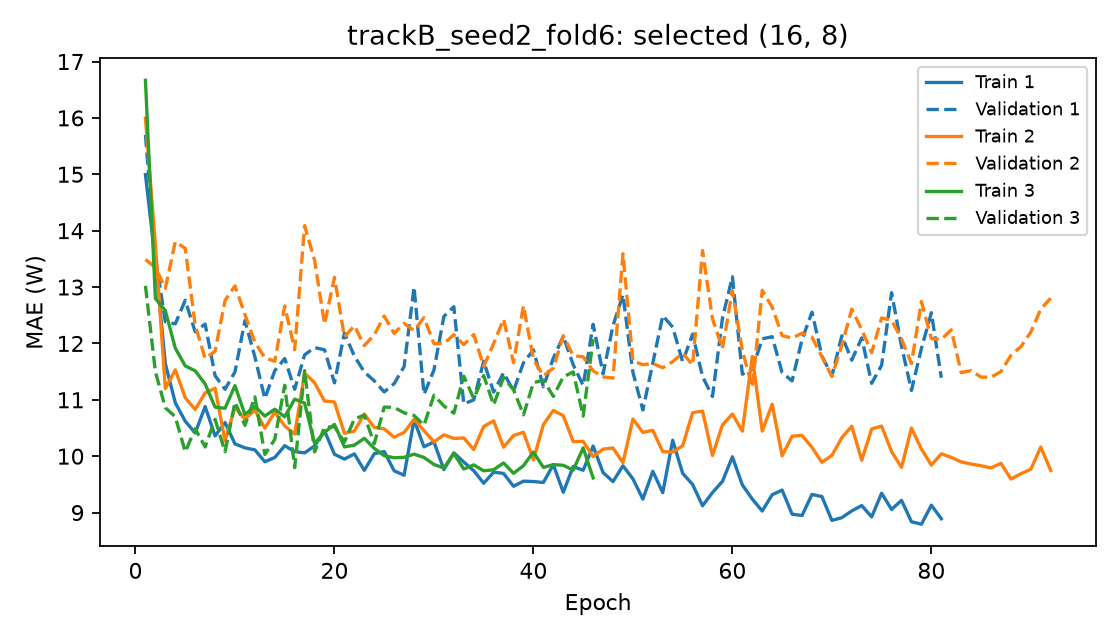 trackB_seed2_fold6: selected (16, 8)
17
16
15
14
13
12
11
10
9
MAE (W)
0
20
40
60
80
Epoch
Train 1
Validation 1
Train 2
Validation 2
Train 3
Validation 3